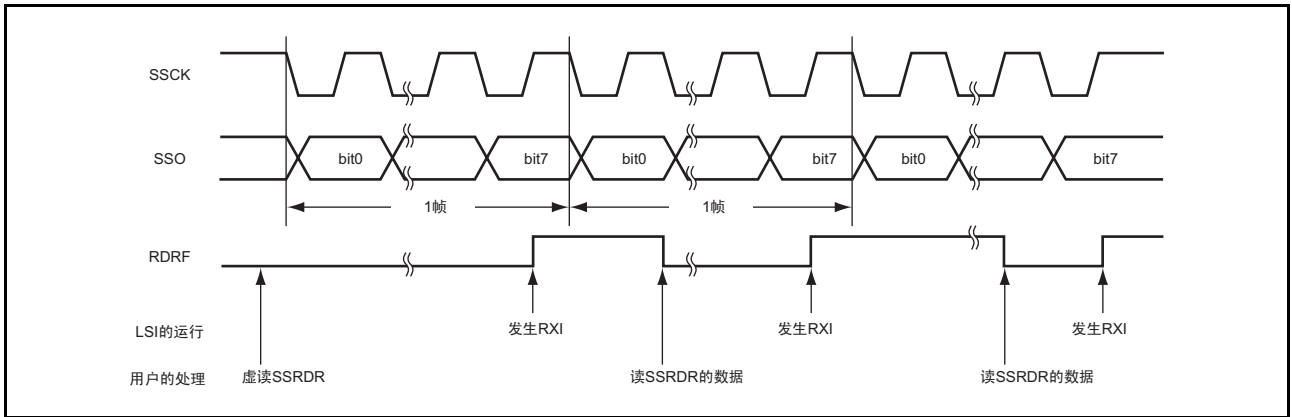 SSCK
SSO bit0 bit7 bit0 bit7 bit0 bit7
1帧 1帧
RDRF
LSI的运行 发生RXI 发生RXI 发生RXI
用户的处理 虚读SSRDR 读SSRDR的数据 读SSRDR的数据